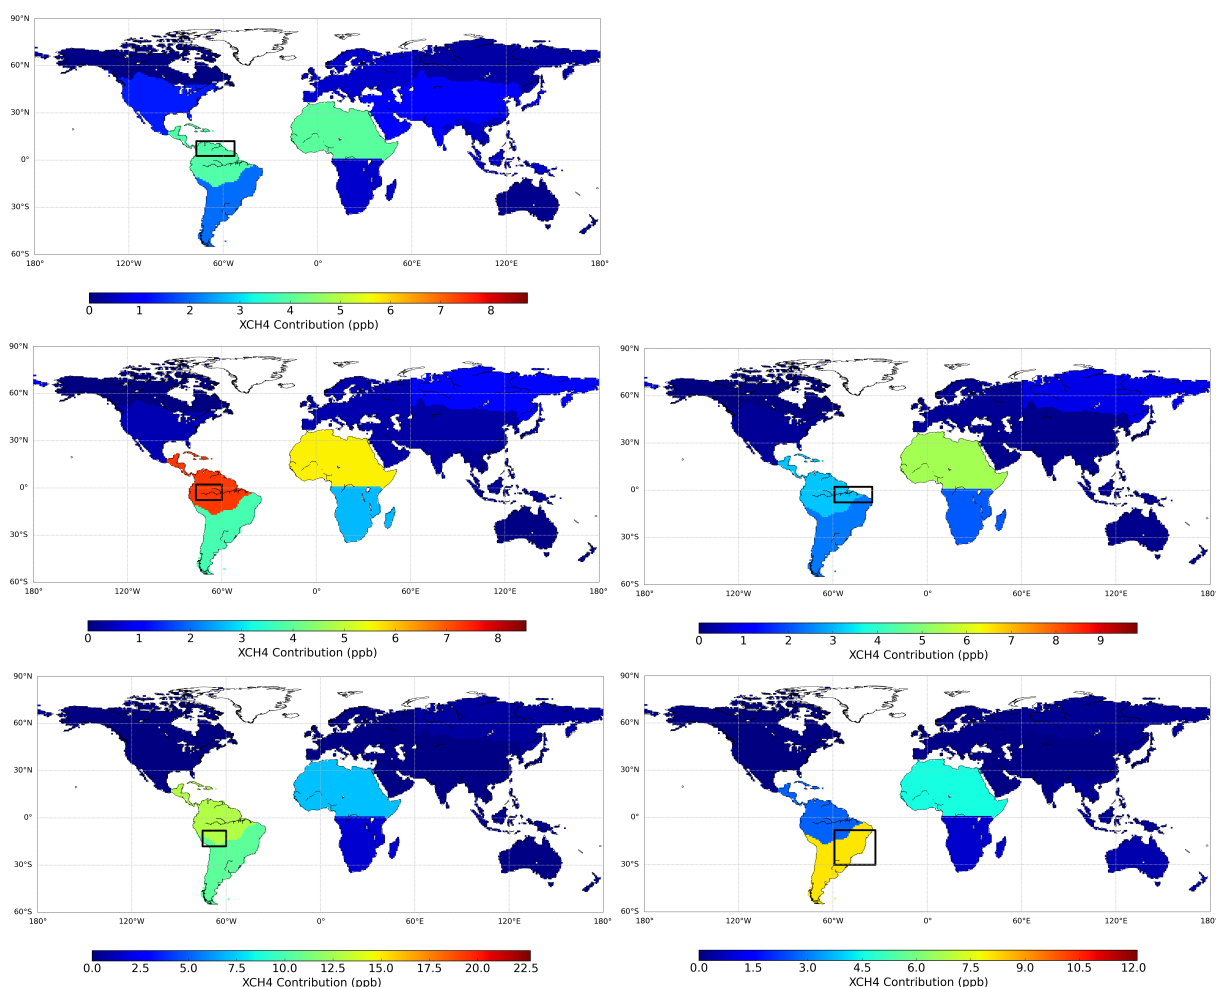 90°N
60°N
30°N
0°
30°S
60°S
180° 120°W 60°W 0° 60°E 120°E 180°
0 1 2 3 4 5 6 7 8
XCH4 Contribution (ppb)
90°N
60°N
30°N
0°
30°S
60°S
180° 120°W 60°W 0° 60°E 120°E 180°
0 1 2 3 4 5 6 7 8
XCH4 Contribution (ppb)
90°N
60°N
30°N
0°
30°S
60°S
180° 120°W 60°W 0° 60°E 120°E 180°
0 1 2 3 4 5 6 7 8 9
XCH4 Contribution (ppb)
90°N
60°N
30°N
0°
30°S
60°S
180° 120°W 60°W 0° 60°E 120°E 180°
0.0 2.5 5.0 7.5 10.0 12.5 15.0 17.5 20.0 22.5
XCH4 Contribution (ppb)
90°N
60°N
30°N
0°
30°S
60°S
180° 120°W 60°W 0° 60°E 120°E 180°
0.0 1.5 3.0 4.5 6.0 7.5 9.0 10.5 12.0
XCH4 Contribution (ppb)